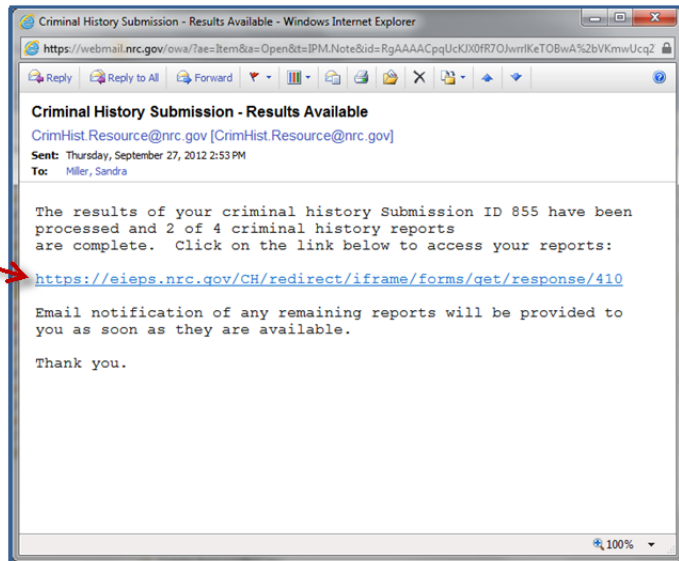 Criminal History Submission - Results Available - Windows Internet Explorer
https://webmail.nrc.gov/owa/?ae=Item&a=Open&t=IPM.Note&id=
Reply Reply to All Forward
Criminal History Submission - Results Available
CrimHist.Resource@nrc.gov [CrimHist.Resource@nrc.gov]
Sent: Thursday, September 27, 2012 2:53 PM
To: Miller, Sandra
The results of your criminal history Submission ID 855 have been
processed and 2 of 4 criminal history reports
are complete. Click on the link below to access your reports:
https://eieps.nrc.gov/CH/redirect/iframe/forms/get/response/410
Email notification of any remaining reports will be provided to
you as soon as they are available.
Thank you.
100%